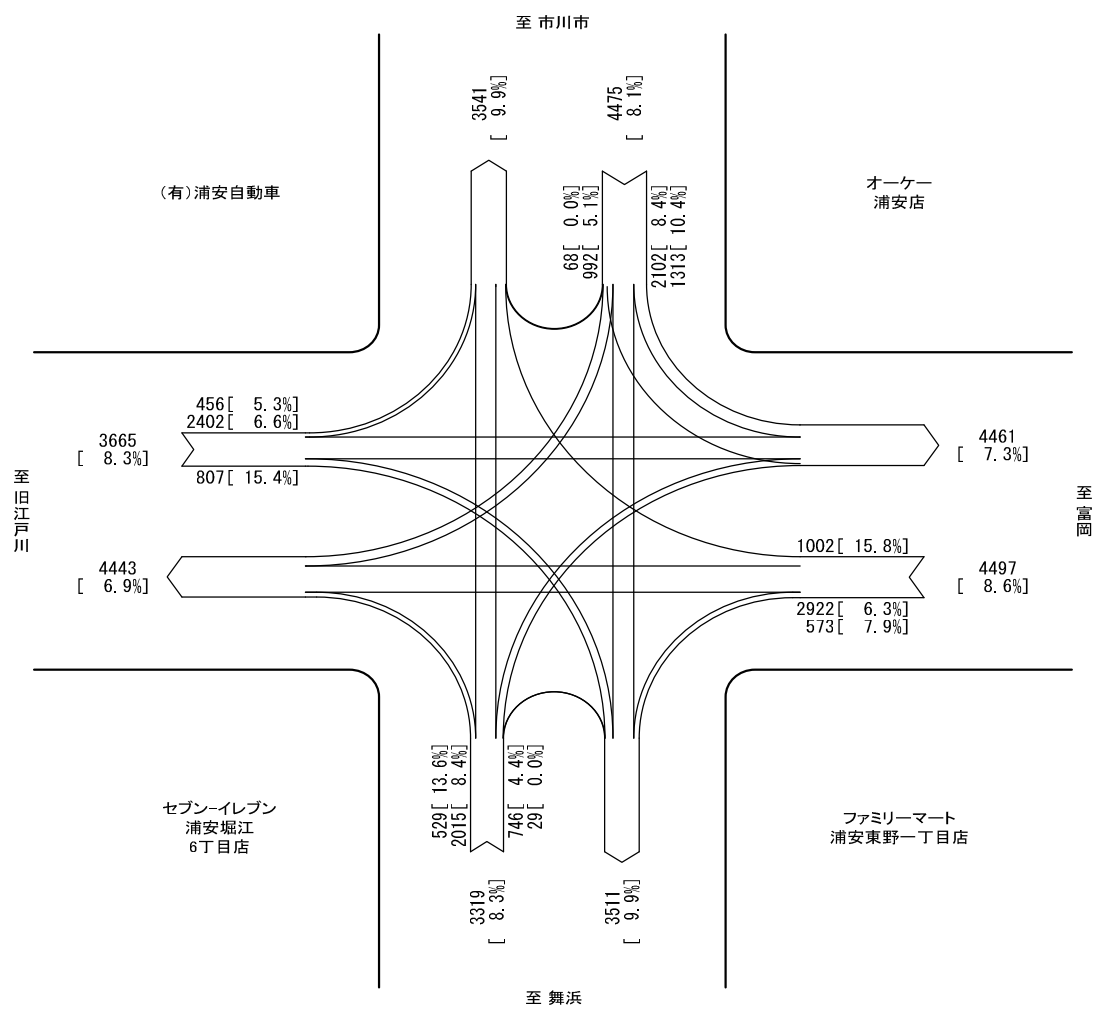 至 市川市
3541
[ 9.9%]
4475
[ 8.1%]
(有)浦安自動車
オーケー
浦安店
68[ 0.0%]
992[ 5.1%]
2102[ 8.4%]
1313[ 10.4%]
456[ 5.3%]
2402[ 6.6%]
807[ 15.4%]
3665
[ 8.3%]
4461
[ 7.3%]
至 旧江戸川
至 富岡
4443
[ 6.9%]
1002[ 15.8%]
2922[ 6.3%]
573[ 7.9%]
4497
[ 8.6%]
529[ 13.6%]
2015[ 8.4%]
746[ 4.4%]
29[ 0.0%]
セブン-イレブン
浦安堀江
6丁目店
ファミリーマート
浦安東野一丁目店
3319
[ 8.3%]
3511
[ 9.9%]
至 舞浜